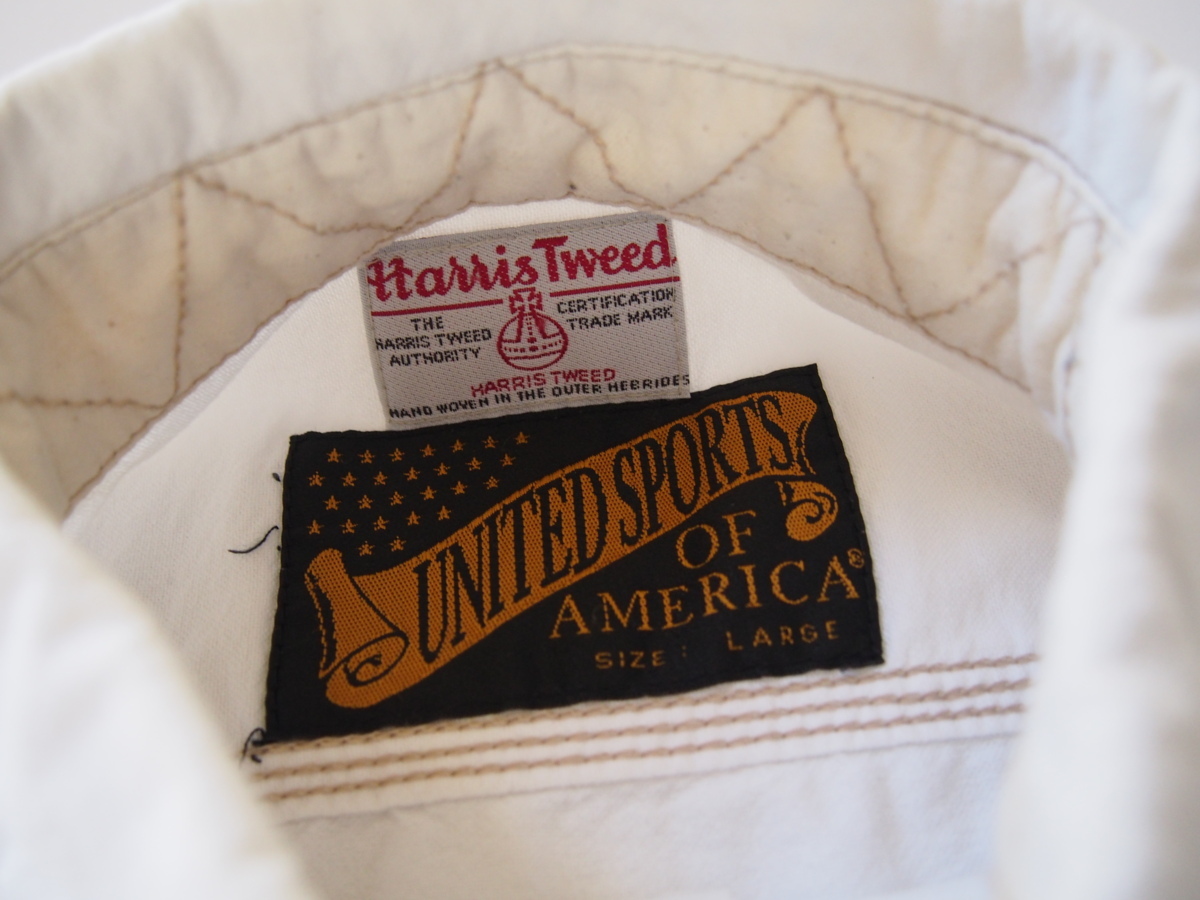 Harris Tweed
THE
HARRIS TWEED
AUTHORITY
CERTIFICATION
TRADE MARK
HARRIS TWEED
HAND WOVEN IN THE OUTER HEBRIDES
UNITED SPORTS
OF
AMERICA®
SIZE: LARGE